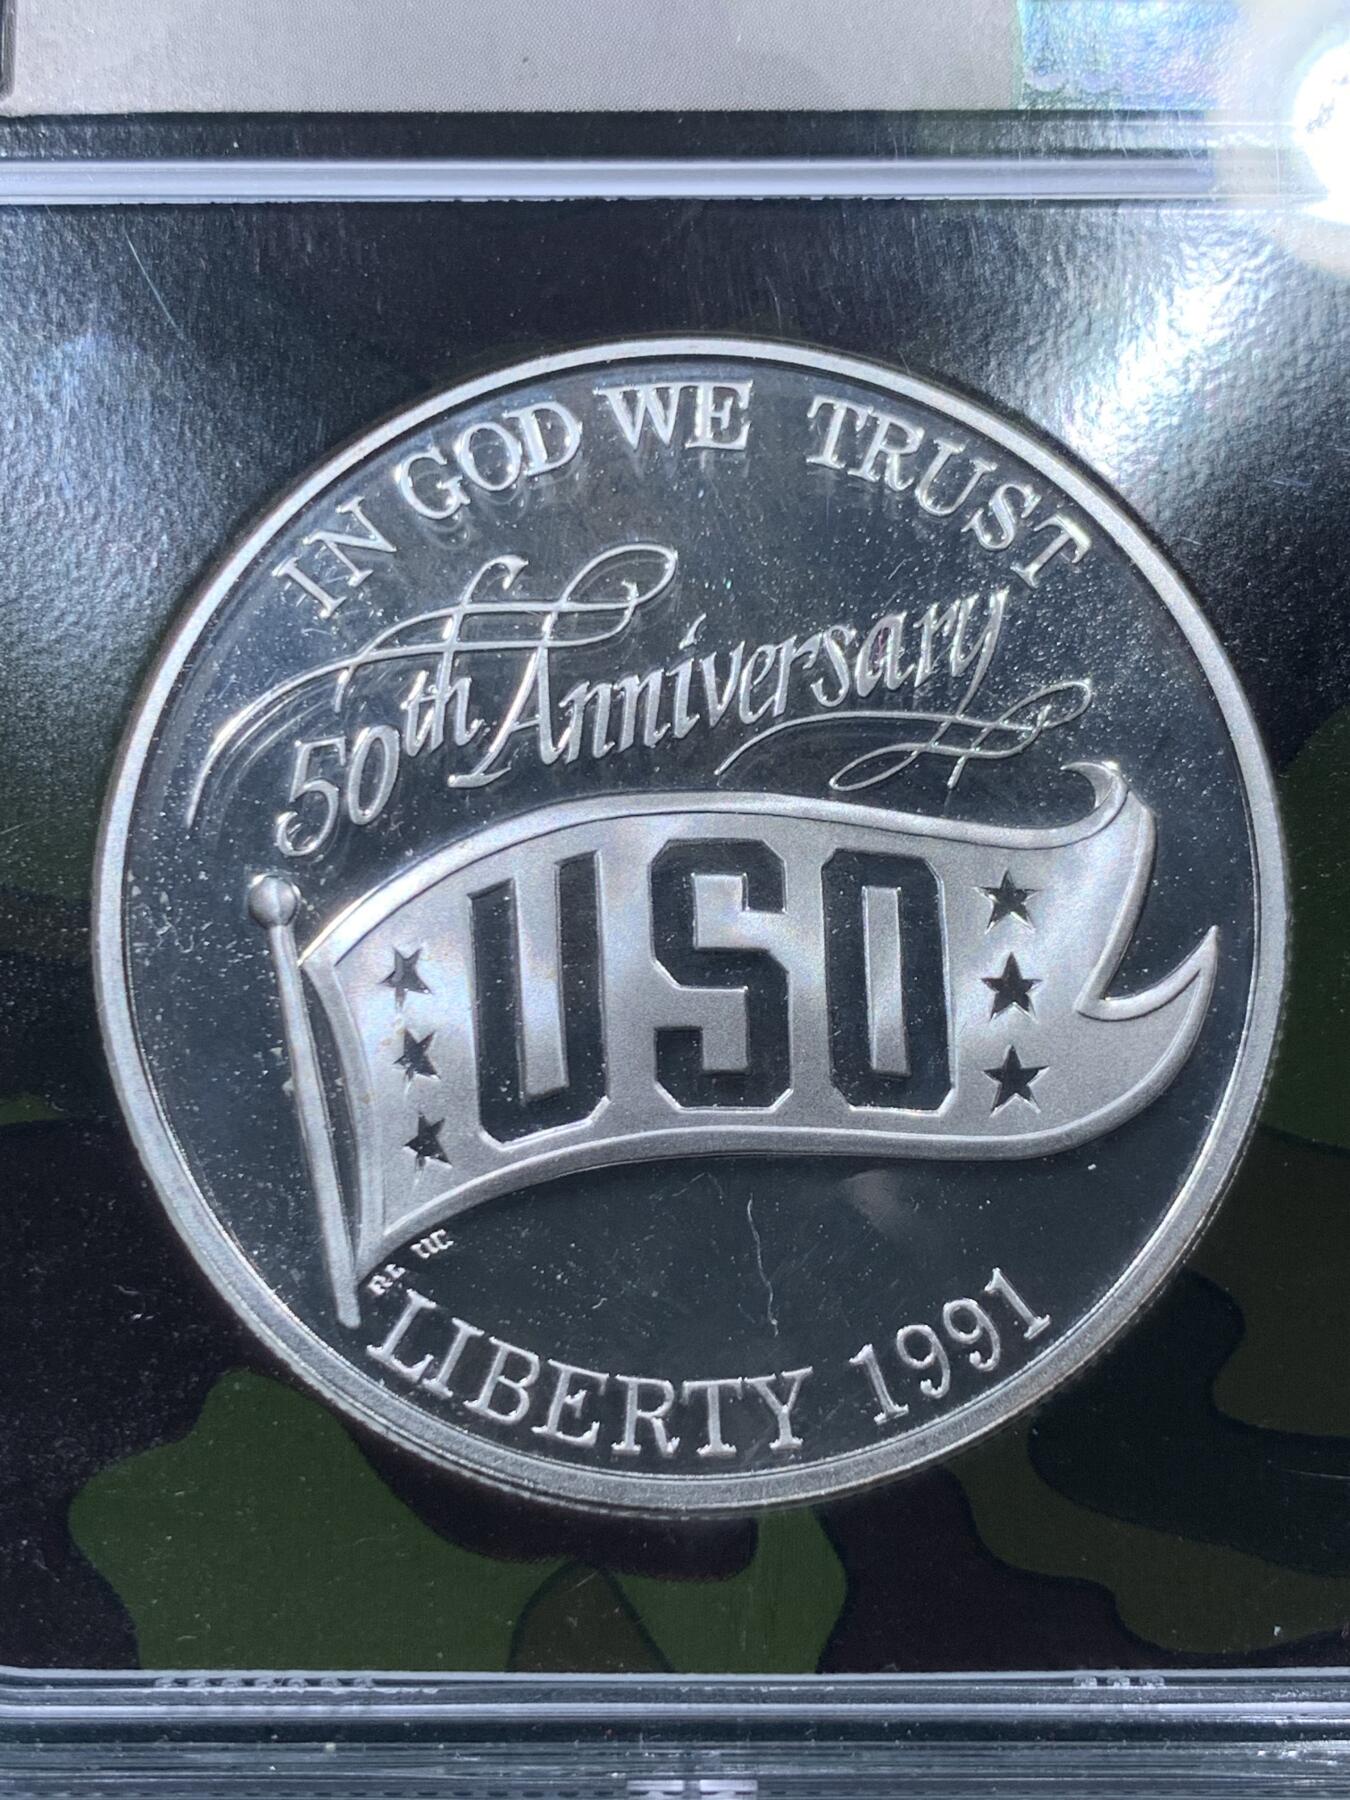 IN GOD WE TRUST
50th Anniversary
USO
LIBERTY 1991